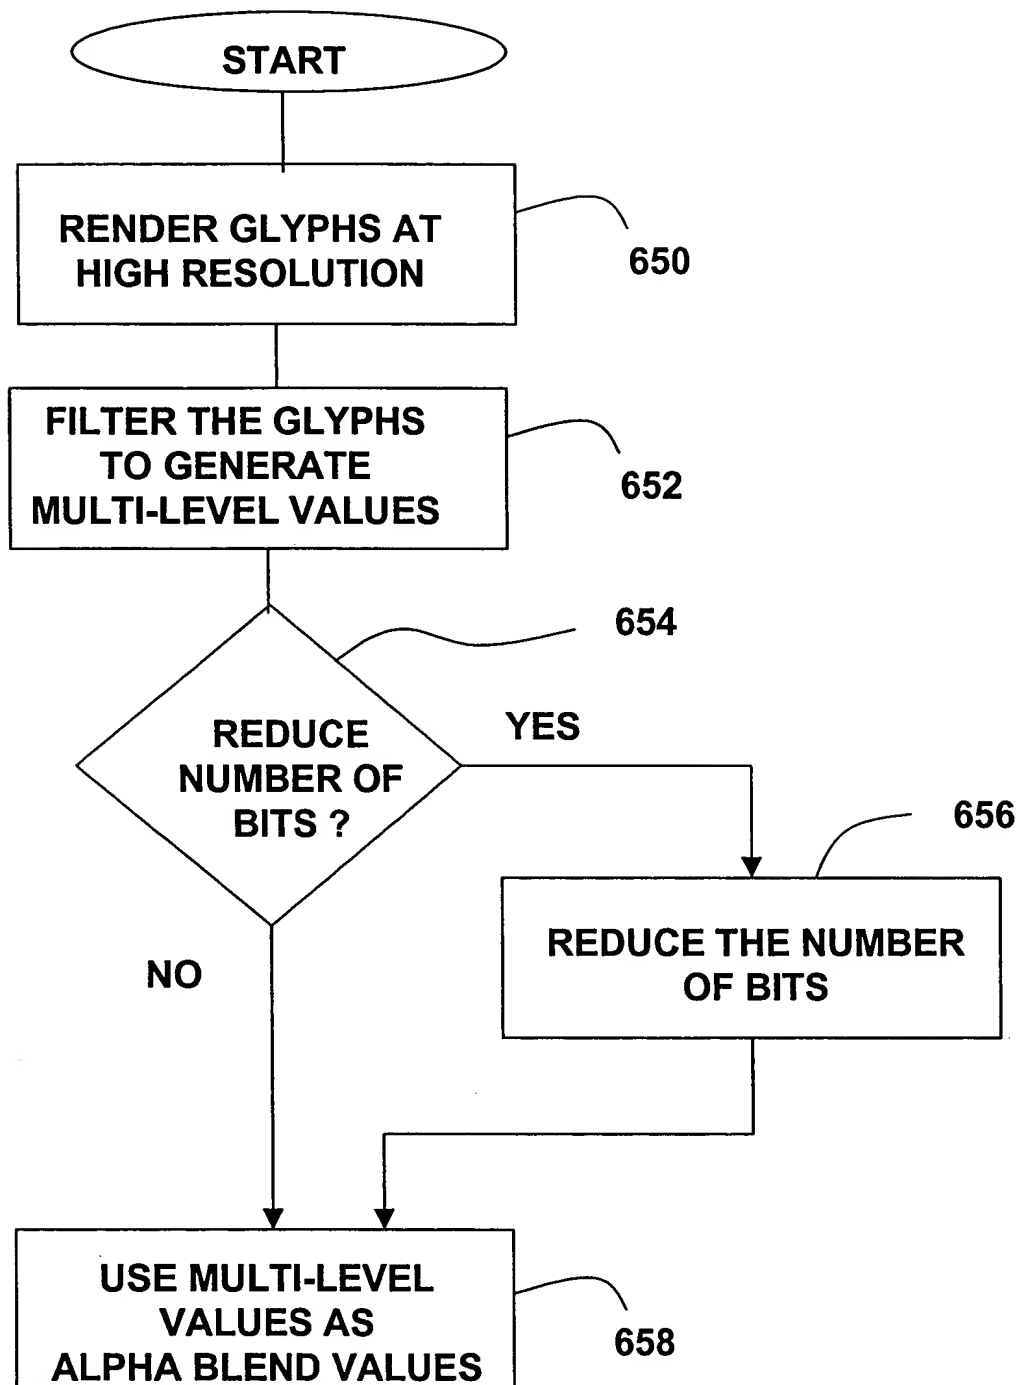 START
RENDER GLYPHS AT
HIGH RESOLUTION
650
FILTER THE GLYPHS
TO GENERATE
MULTI-LEVEL VALUES
652
654
REDUCE
NUMBER OF
BITS ?
YES
656
REDUCE THE NUMBER
OF BITS
NO
USE MULTI-LEVEL
VALUES AS
ALPHA BLEND VALUES
658